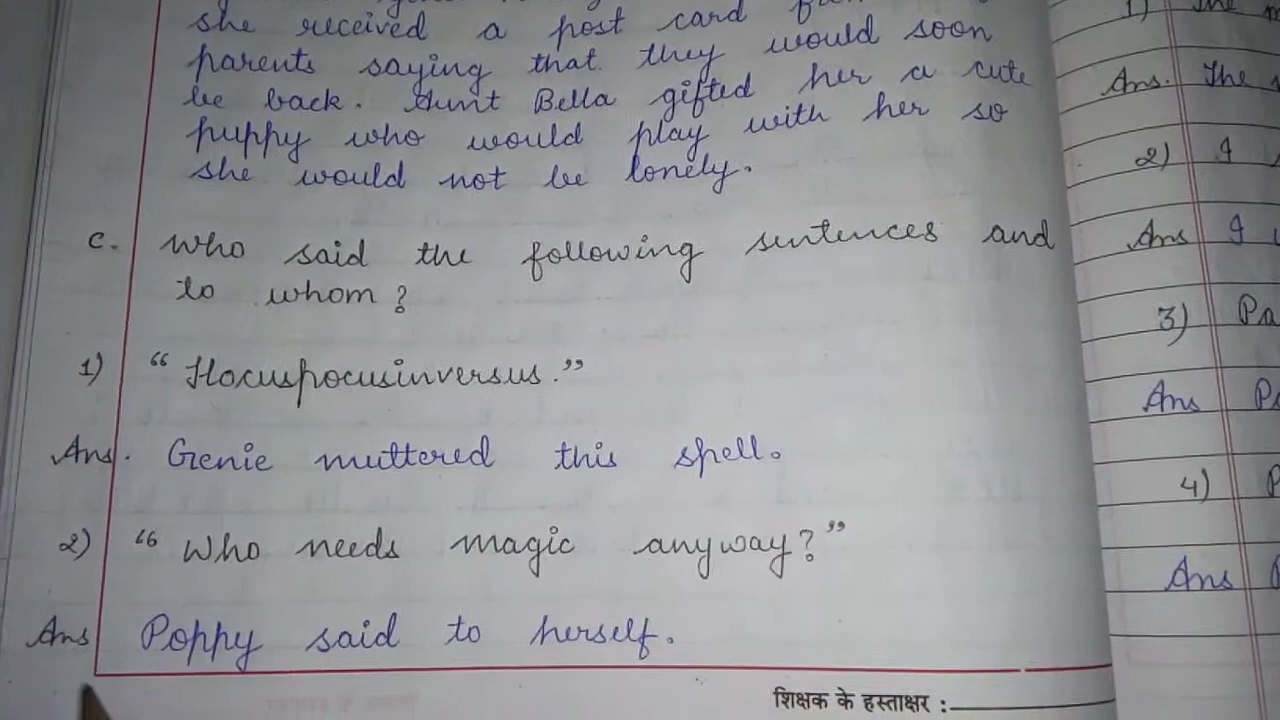 she received a post card
parents saying that they would soon
be back. Aunt Bella gifted her a cute
puppy who would play with her so
she would not be lonely.
c. Who said the following sentences and
to whom?
1) "Hocuspocusinversus."
Ans. Genie muttered this spell.
2) "Who needs magic anyway?"
Ans Poppy said to herself.
शिक्षक के हस्ताक्षर :
1) The
Ans. The
2) I
Ans I
3) Pa
Ans
4) P
Ans